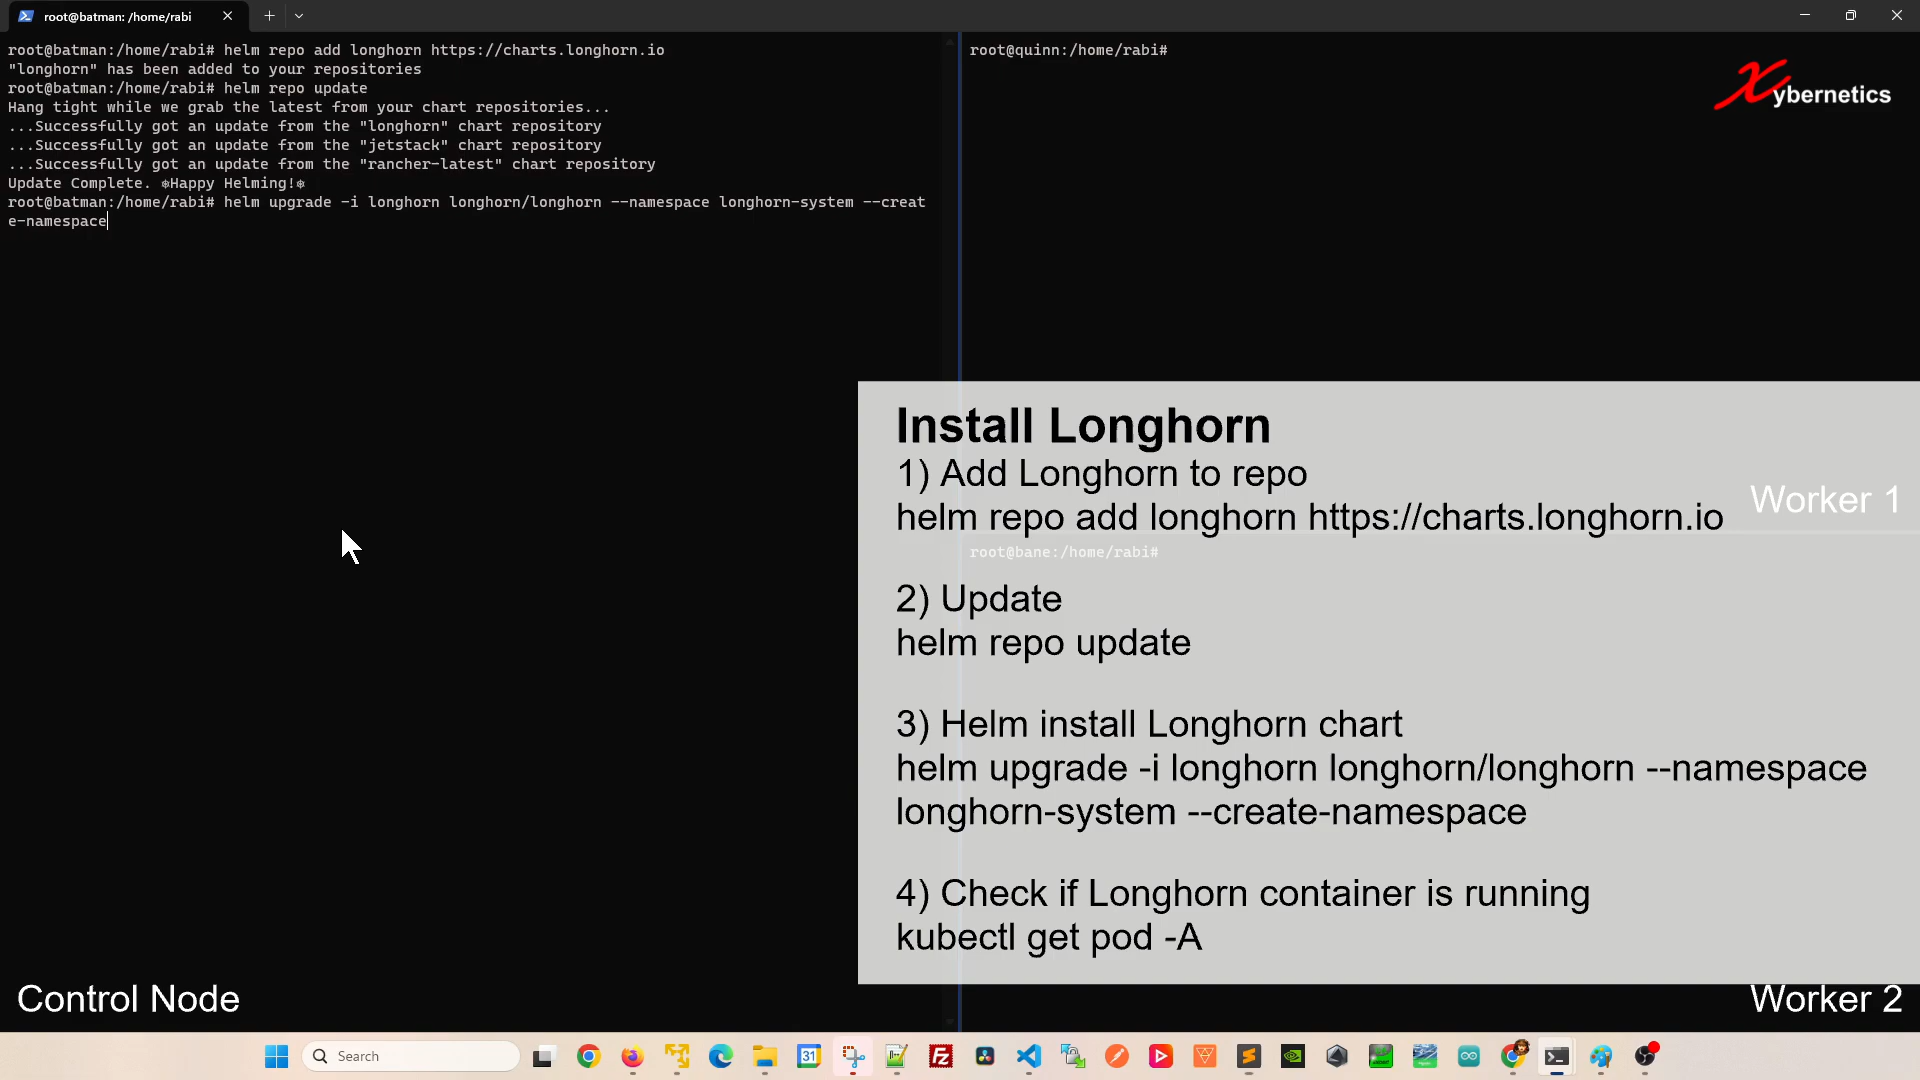 root@batman: /home/rabi
root@batman:/home/rabi# helm repo add longhorn https://charts.longhorn.io
"longhorn" has been added to your repositories
root@batman:/home/rabi# helm repo update
Hang tight while we grab the latest from your chart repositories...
...Successfully got an update from the "longhorn" chart repository
...Successfully got an update from the "jetstack" chart repository
...Successfully got an update from the "rancher-latest" chart repository
Update Complete. ⎈Happy Helming!⎈
root@batman:/home/rabi# helm upgrade -i longhorn longhorn/longhorn --namespace longhorn-system --creat
e-namespace
Control Node
root@quinn:/home/rabi#
Xybernetics
Worker 1
root@bane:/home/rabi#
Install Longhorn
1) Add Longhorn to repo
helm repo add longhorn https://charts.longhorn.io
2) Update
helm repo update
3) Helm install Longhorn chart
helm upgrade -i longhorn longhorn/longhorn --namespace
longhorn-system --create-namespace
4) Check if Longhorn container is running
kubectl get pod -A
Worker 2
Search
31